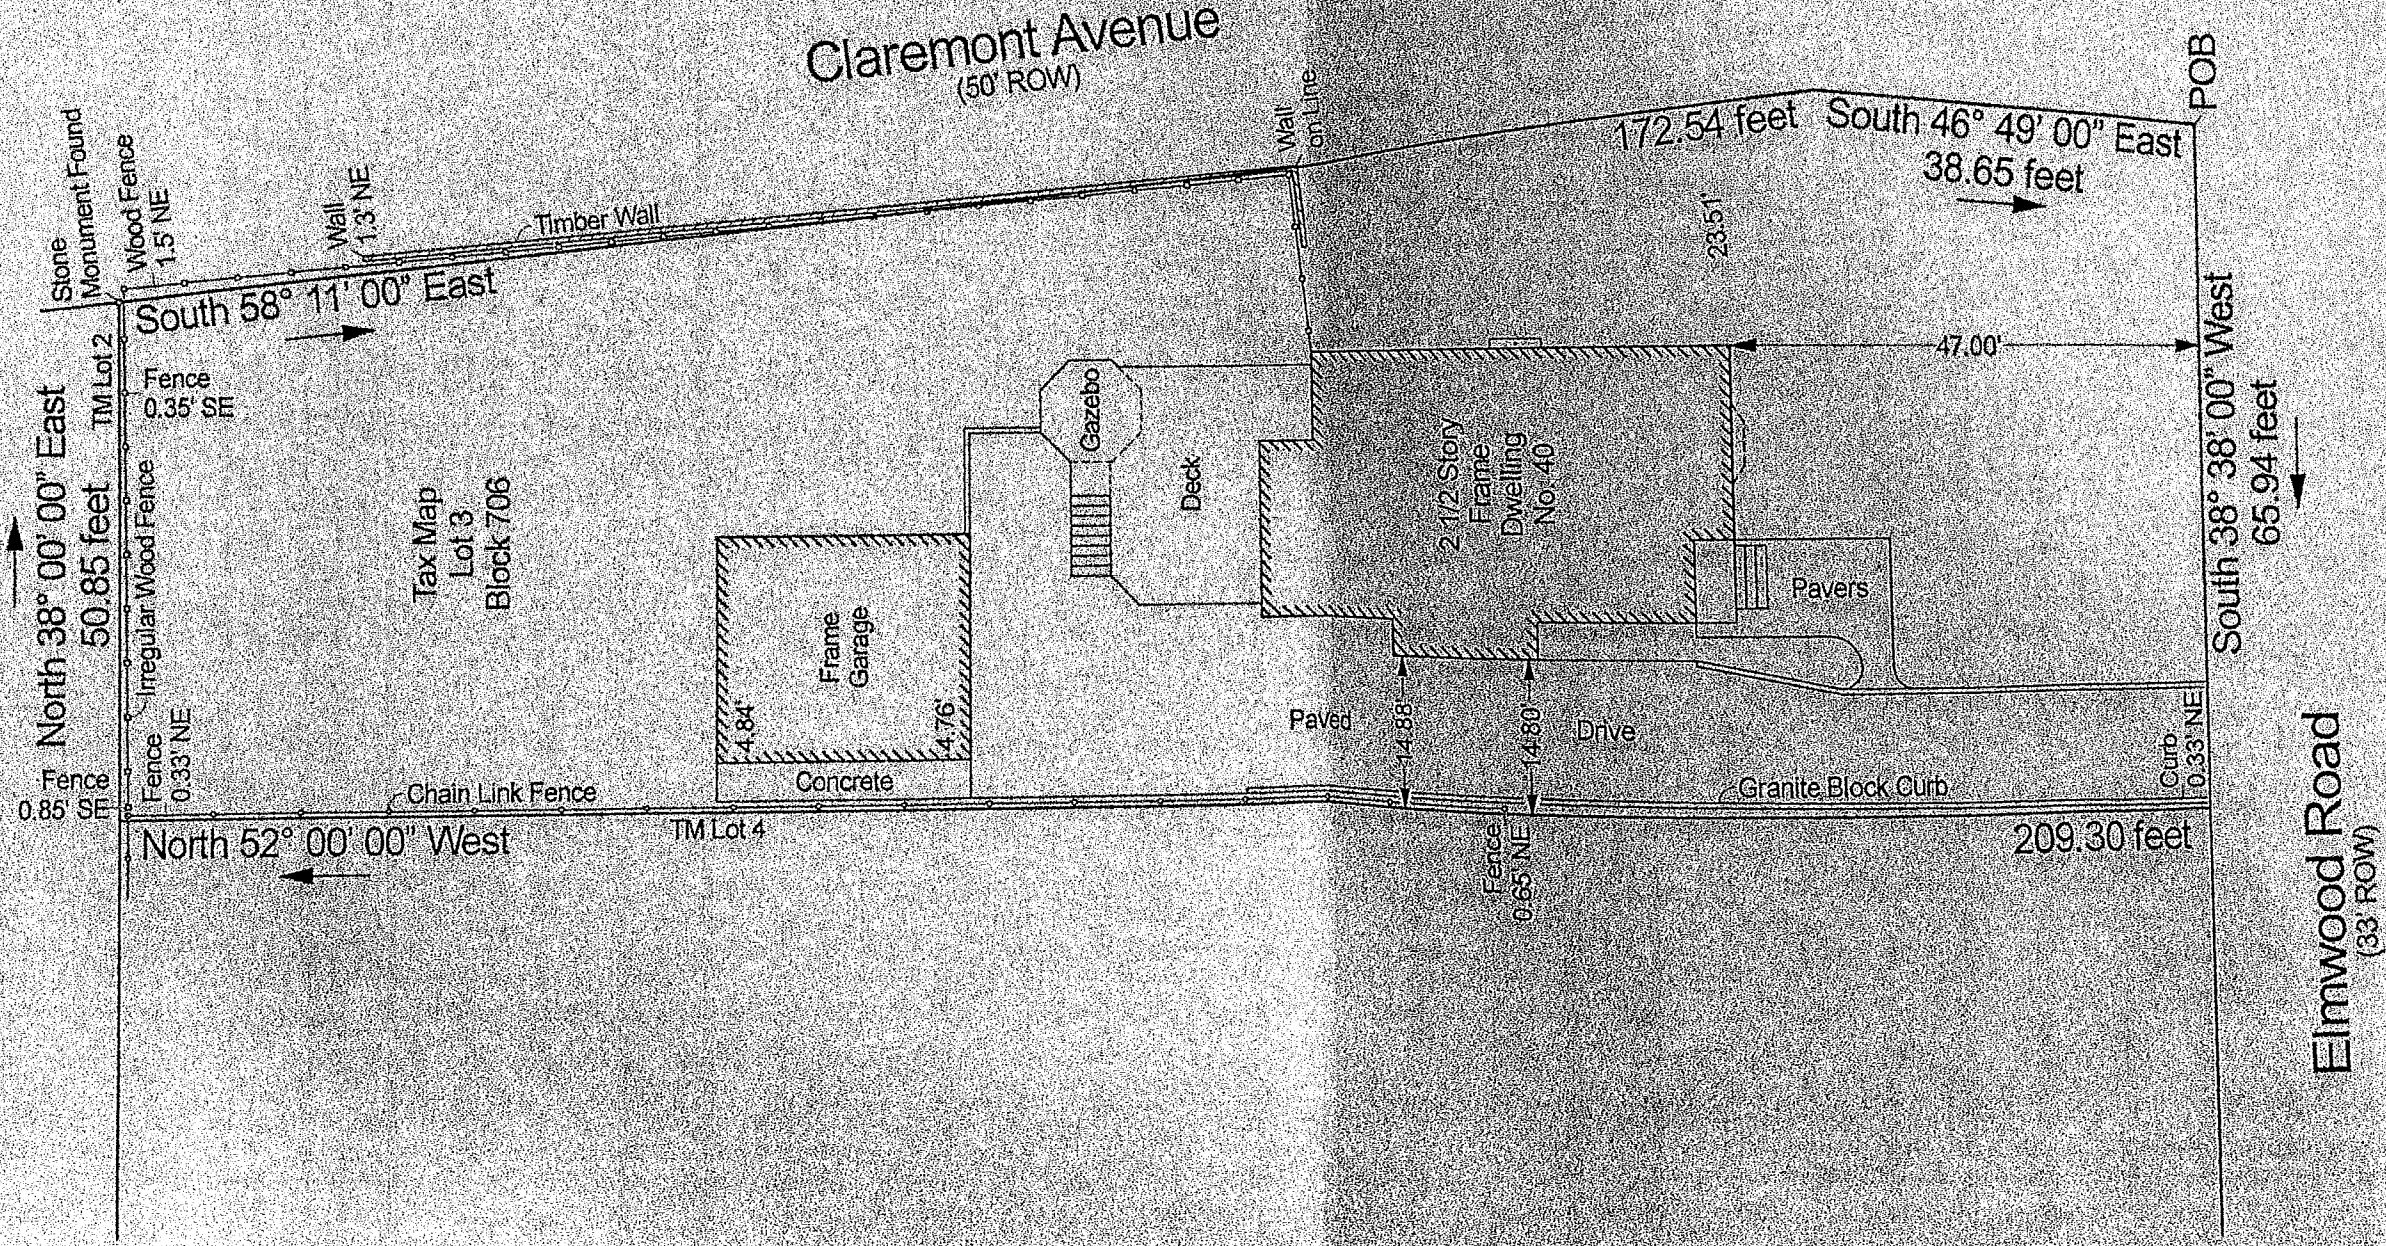 Claremont Avenue
(50' ROW)
POB
Stone
Monument Found
Wood Fence
1.5' NE
Wall
1.3' NE
Timber Wall
Wall
on Line
172.54 feet
South 46° 49' 00" East
38.65 feet
South 58° 11' 00" East
23.51'
TM Lot 2
Fence
0.35' SE
North 38° 00' 00" East
50.85 feet
Irregular Wood Fence
Tax Map
Lot 3
Block 706
Gazebo
Deck
2 1/2 Story
Frame
Dwelling
No. 40
47.00'
South 38° 38' 00" West
65.94 feet
Pavers
Frame
Garage
4.84'
4.76'
Paved
14.88'
14.80'
Drive
Fence
0.85' SE
Fence
0.33' NE
Chain Link Fence
Concrete
Granite Block Curb
Curb
0.33' NE
North 52° 00' 00" West
TM Lot 4
Fence
0.65' NE
209.30 feet
Elmwood Road
(33' ROW)